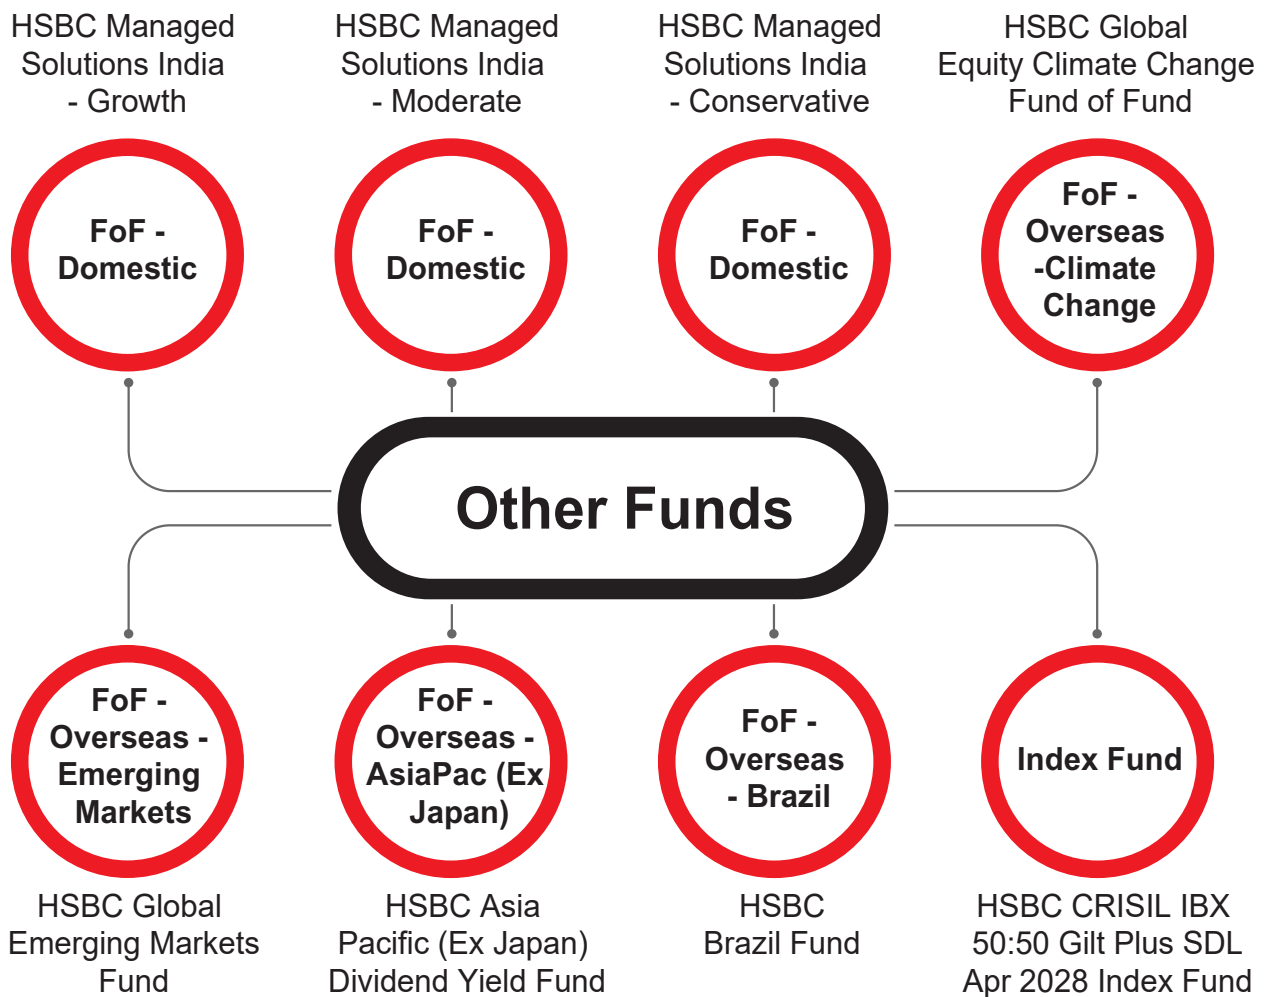 HSBC Managed
Solutions India
- Growth
HSBC Managed
Solutions India
- Moderate
HSBC Managed
Solutions India
- Conservative
HSBC Global
Equity Climate Change
Fund of Fund
FoF -
Domestic
FoF -
Domestic
FoF -
Domestic
FoF -
Overseas
-Climate
Change
Other Funds
FoF -
Overseas -
Emerging
Markets
FoF -
Overseas -
AsiaPac (Ex
Japan)
FoF -
Overseas
- Brazil
Index Fund
HSBC Global
Emerging Markets
Fund
HSBC Asia
Pacific (Ex Japan)
Dividend Yield Fund
HSBC
Brazil Fund
HSBC CRISIL IBX
50:50 Gilt Plus SDL
Apr 2028 Index Fund